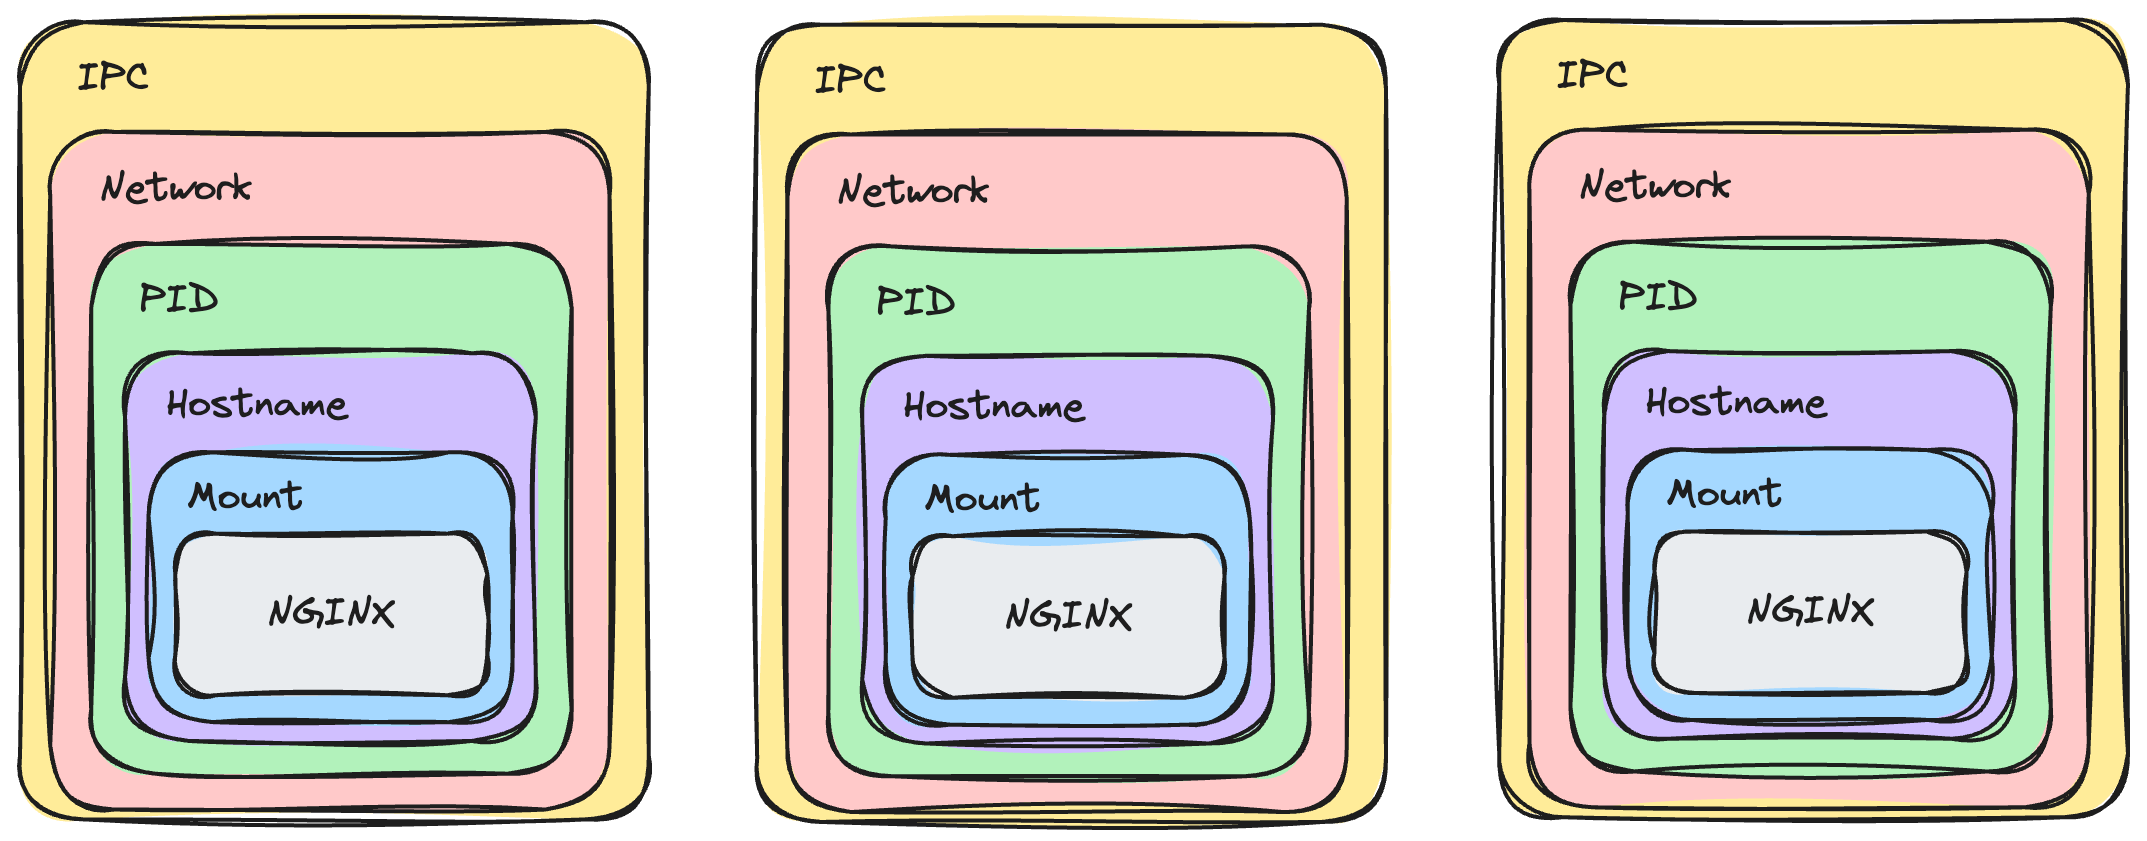 IPC
Network
PID
Hostname
Mount
NGINX
IPC
Network
PID
Hostname
Mount
NGINX
IPC
Network
PID
Hostname
Mount
NGINX